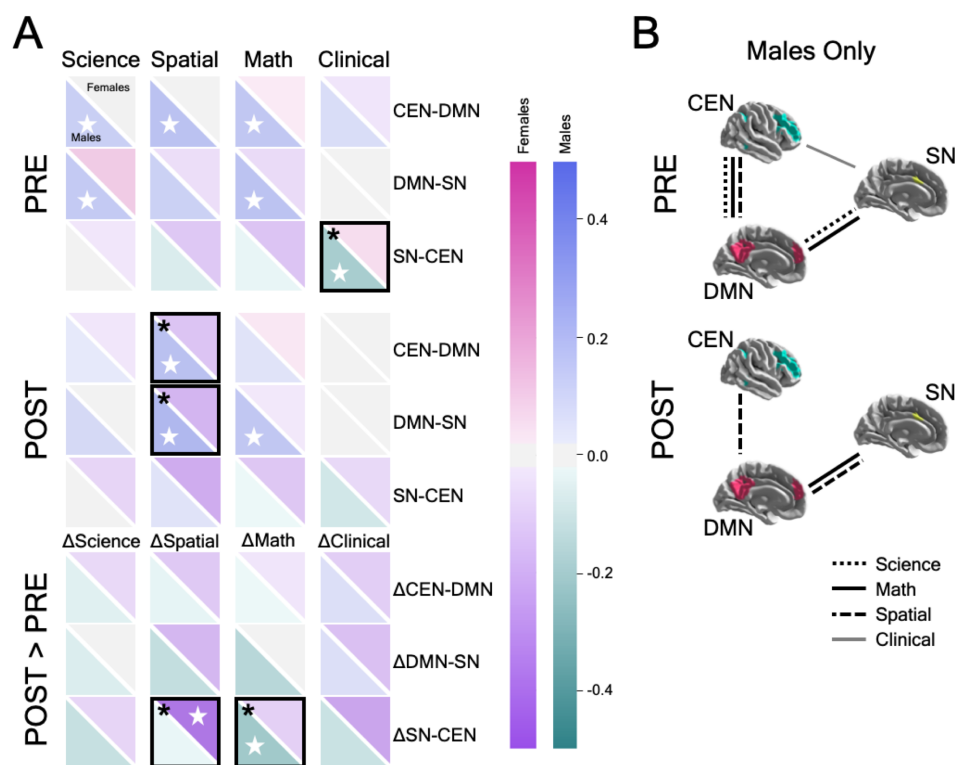 A
Science Spatial Math Clinical
Females
Males
PRE
CEN-DMN
DMN-SN
*
SN-CEN
POST
*
CEN-DMN
*
DMN-SN
SN-CEN
ΔScience ΔSpatial ΔMath ΔClinical
POST > PRE
ΔCEN-DMN
ΔDMN-SN
* *
ΔSN-CEN
Females
Males
0.4
0.2
0.0
-0.2
-0.4
B
Males Only
PRE
CEN
SN
DMN
POST
CEN
SN
DMN
Science
Math
Spatial
Clinical